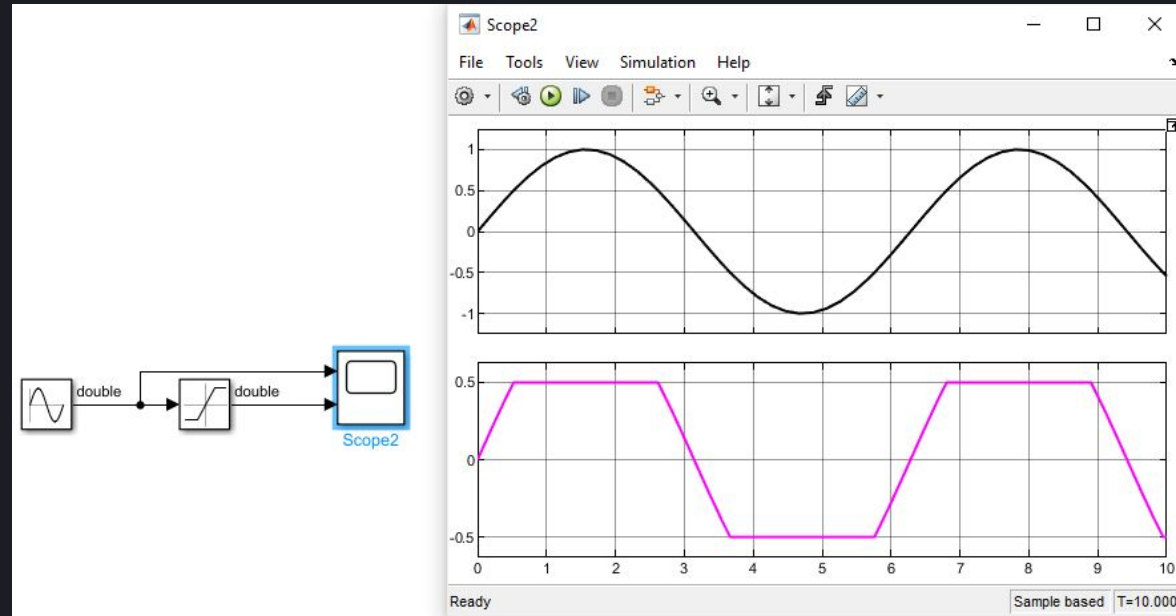 Scope2
File Tools View Simulation Help
1
0.5
0
-0.5
-1
double
double
Scope2
0.5
0
-0.5
0 1 2 3 4 5 6 7 8 9 10
Ready
Sample based T=10.000